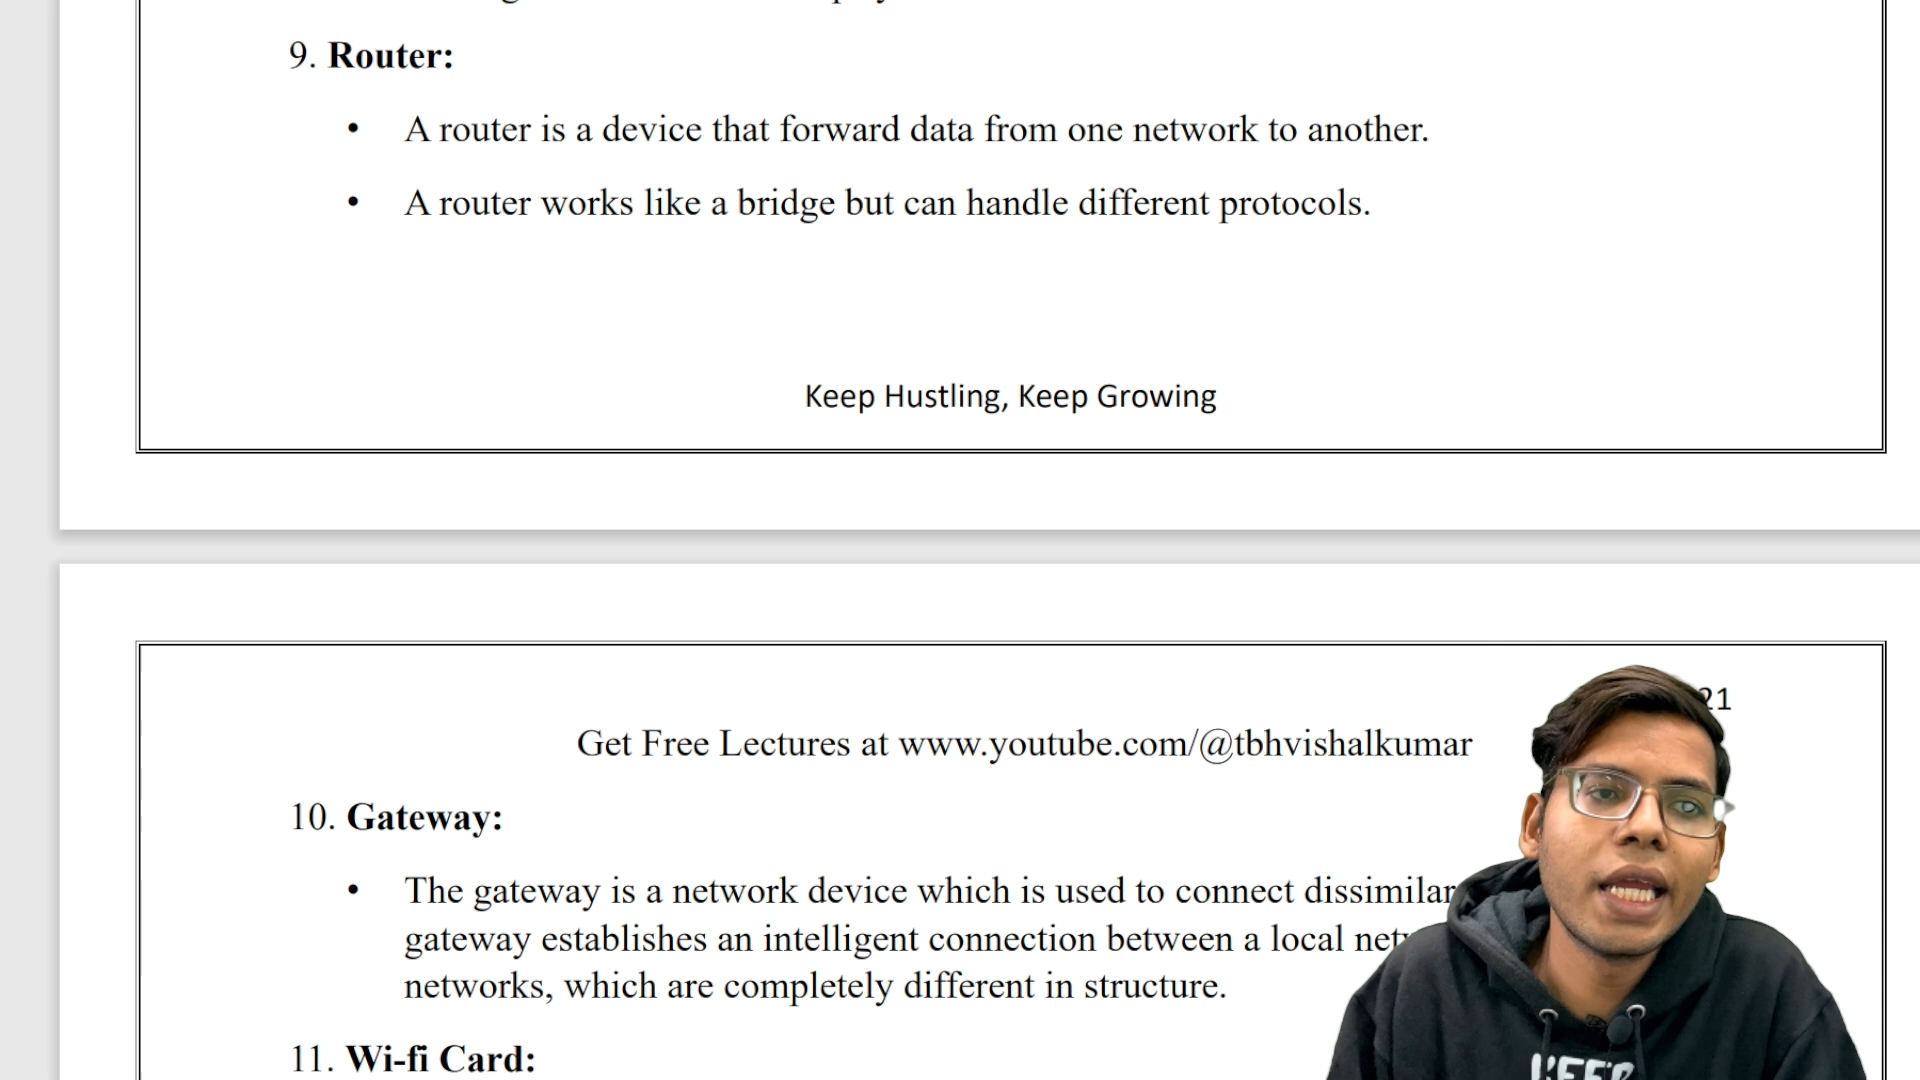 9. Router:
• A router is a device that forward data from one network to another.
• A router works like a bridge but can handle different protocols.
Keep Hustling, Keep Growing
21
Get Free Lectures at www.youtube.com/@tbhvishalkumar
10. Gateway:
• The gateway is a network device which is used to connect dissimilar
gateway establishes an intelligent connection between a local
networks, which are completely different in structure.
11. Wi-fi Card: